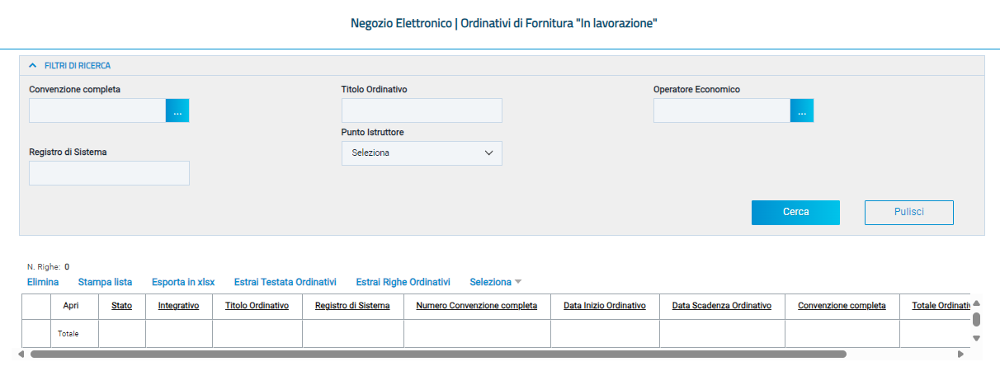 Negozio Elettronico | Ordinativi di Fornitura "In lavorazione"
FILTRI DI RICERCA
Convenzione completa
Titolo Ordinativo
Operatore Economico
...
...
Punto Istruttore
Registro di Sistema
Seleziona
Cerca
Pulisci
N. Righe: 0
Elimina Stampa lista Esporta in xlsx Estrai Testata Ordinativi Estrai Righe Ordinativi Seleziona
Apri Stato Integrativo Titolo Ordinativo Registro di Sistema Numero Convenzione completa Data Inizio Ordinativo Data Scadenza Ordinativo Convenzione completa Totale Ordinativ
Totale